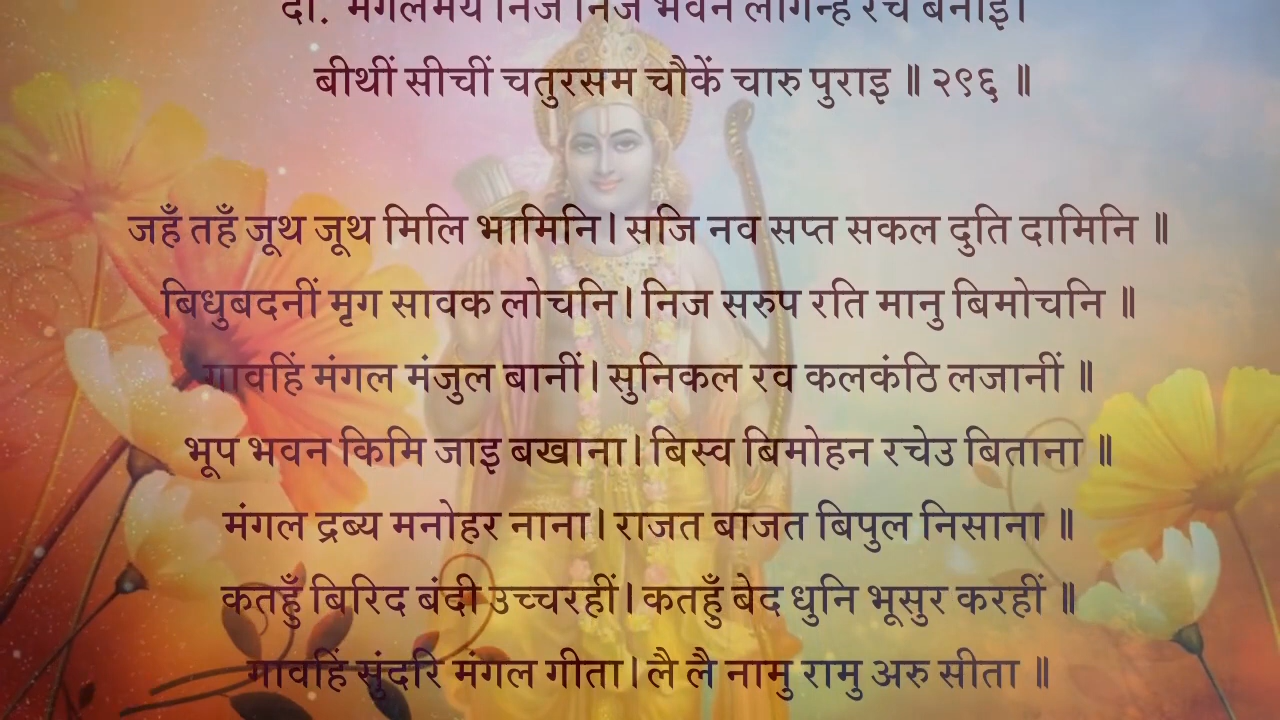 दो. मंगलमय निज निज भवन लोगन्ह रचे बनाइ।
बीथीं सीचीं चतुरसम चौकें चारु पुराइ ॥ २९६ ॥
जहँ तहँ जूथ जूथ मिलि भामिनि। सजि नव सप्त सकल दुति दामिनि ॥
बिधुबदनीं मृग सावक लोचनि। निज सरुप रति मानु बिमोचनि ॥
गावहिं मंगल मंजुल बानीं। सुनिकल रव कलकंठि लजानीं ॥
भूप भवन किमि जाइ बखाना। बिस्व बिमोहन रचेउ बिताना ॥
मंगल द्रब्य मनोहर नाना। राजत बाजत बिपुल निसाना ॥
कतहुँ बिरिद बंदी उच्चरहीं। कतहुँ बेद धुनि भूसुर करहीं ॥
गावहिं सुंदरि मंगल गीता। लै लै नामु रामु अरु सीता ॥